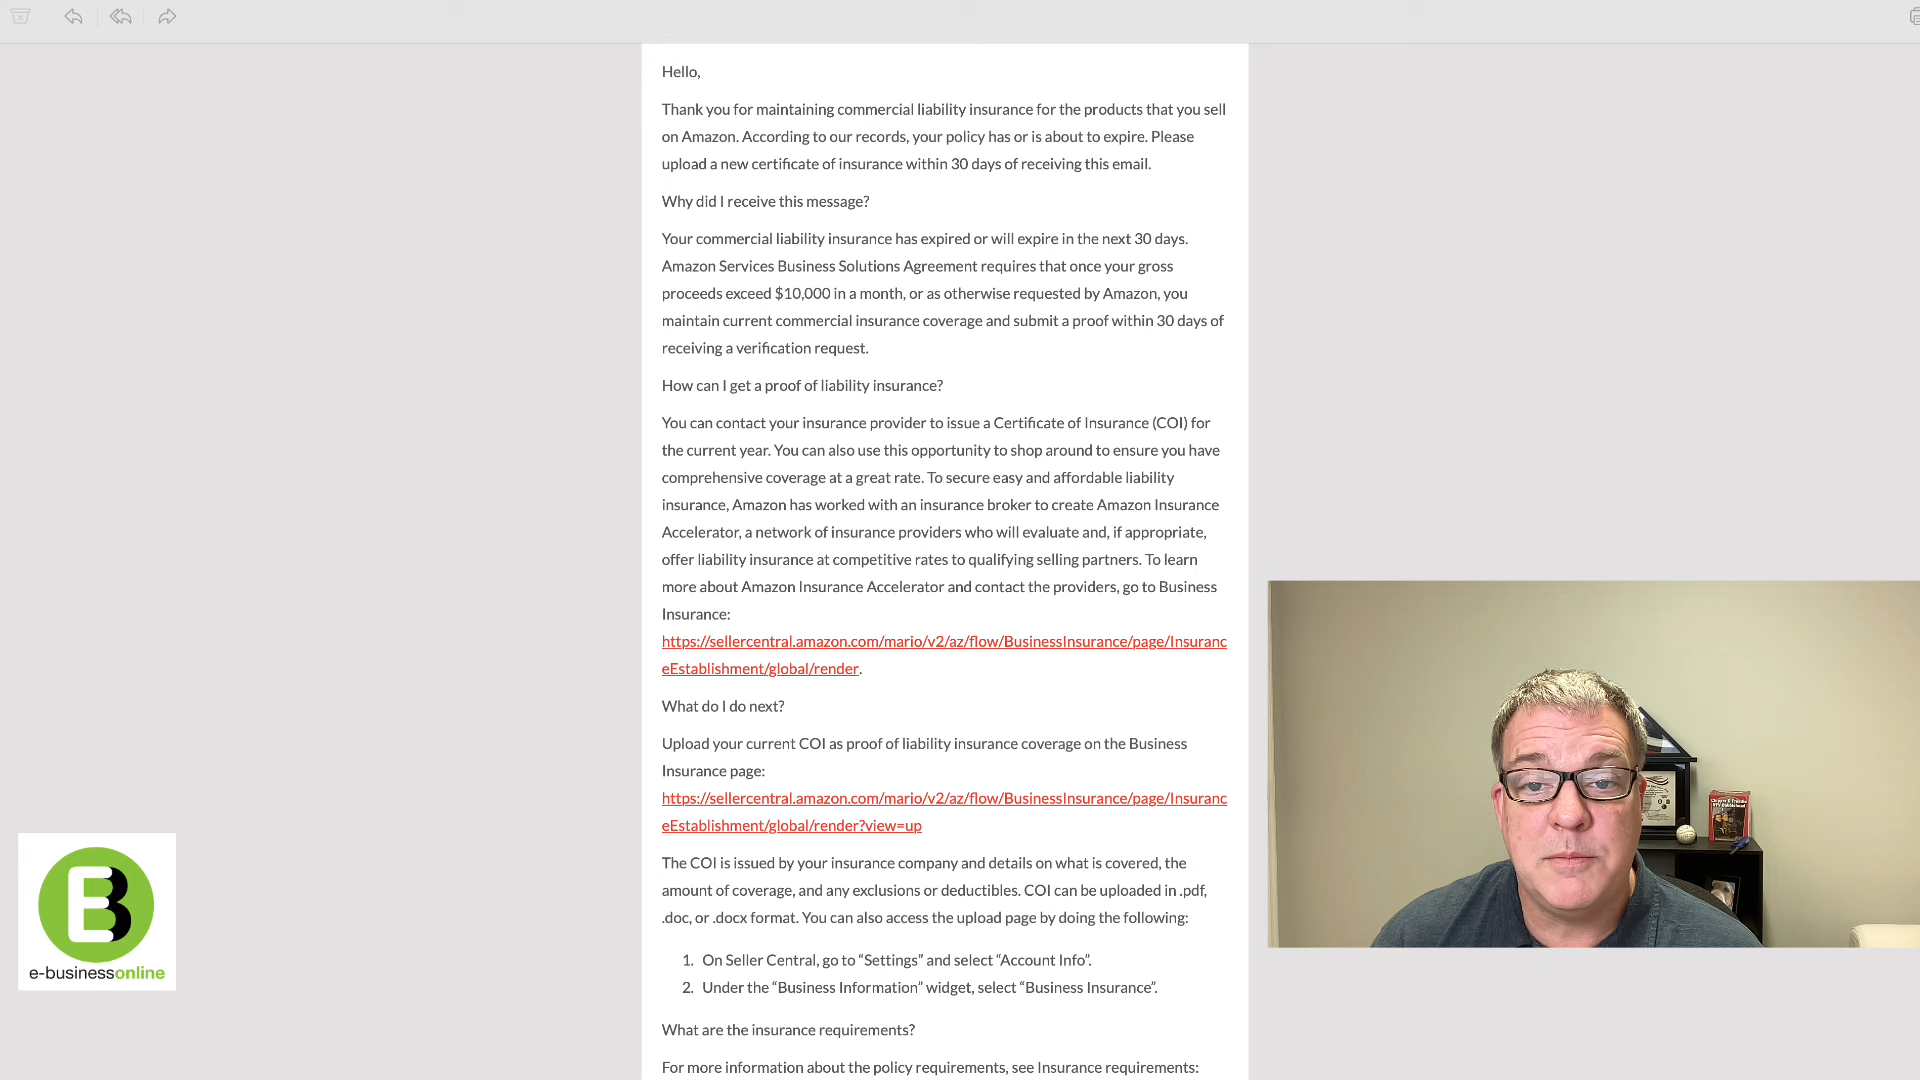 Hello,
Thank you for maintaining commercial liability insurance for the products that you sell
on Amazon. According to our records, your policy has or is about to expire. Please
upload a new certificate of insurance within 30 days of receiving this email.
Why did I receive this message?
Your commercial liability insurance has expired or will expire in the next 30 days.
Amazon Services Business Solutions Agreement requires that once your gross
proceeds exceed $10,000 in a month, or as otherwise requested by Amazon, you
maintain current commercial insurance coverage and submit a proof within 30 days of
receiving a verification request.
How can I get a proof of liability insurance?
You can contact your insurance provider to issue a Certificate of Insurance (COI) for
the current year. You can also use this opportunity to shop around to ensure you have
comprehensive coverage at a great rate. To secure easy and affordable liability
insurance, Amazon has worked with an insurance broker to create Amazon Insurance
Accelerator, a network of insurance providers who will evaluate and, if appropriate,
offer liability insurance at competitive rates to qualifying selling partners. To learn
more about Amazon Insurance Accelerator and contact the providers, go to Business
Insurance:
https://sellercentral.amazon.com/mario/v2/az/flow/BusinessInsurance/page/Insuranc
eEstablishment/global/render.
What do I do next?
Upload your current COI as proof of liability insurance coverage on the Business
Insurance page:
https://sellercentral.amazon.com/mario/v2/az/flow/BusinessInsurance/page/Insuranc
eEstablishment/global/render?view=up
The COI is issued by your insurance company and details on what is covered, the
amount of coverage, and any exclusions or deductibles. COI can be uploaded in .pdf,
.doc, or .docx format. You can also access the upload page by doing the following:
1. On Seller Central, go to “Settings” and select “Account Info”.
2. Under the “Business Information” widget, select “Business Insurance”.
What are the insurance requirements?
For more information about the policy requirements, see Insurance requirements:
B
e-businessonline